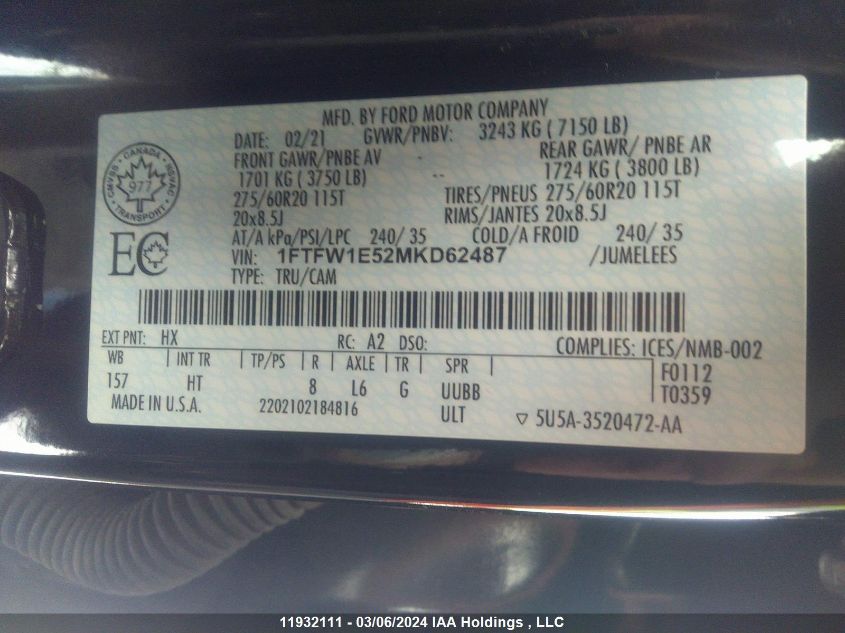 MFD. BY FORD MOTOR COMPANY
DATE: 02/21 GVWR/PNBV: 3243 KG ( 7150 LB)
FRONT GAWR/PNBE AV REAR GAWR/ PNBE AR
1701 KG ( 3750 LB) -- 1724 KG ( 3800 LB)
275/60R20 115T TIRES/PNEUS 275/60R20 115T
20x8.5J RIMS/JANTES 20x8.5J
AT/A kPa/PSI/LPC 240/ 35 COLD/A FROID 240/ 35
VIN: 1FTFW1E52MKD62487 /JUMELEES
TYPE: TRU/CAM
CANADA
CMVSS • NSVAC
977
TRANSPORT
EC
EXT PNT: HX RC: A2 DSO: COMPLIES: ICES/NMB-002
WB INT TR TP/PS R AXLE TR SPR F0112
157 HT 8 L6 G UUBB T0359
MADE IN U.S.A. 2202102184816 ULT ▽ 5U5A-3520472-AA
11932111 - 03/06/2024 IAA Holdings , LLC